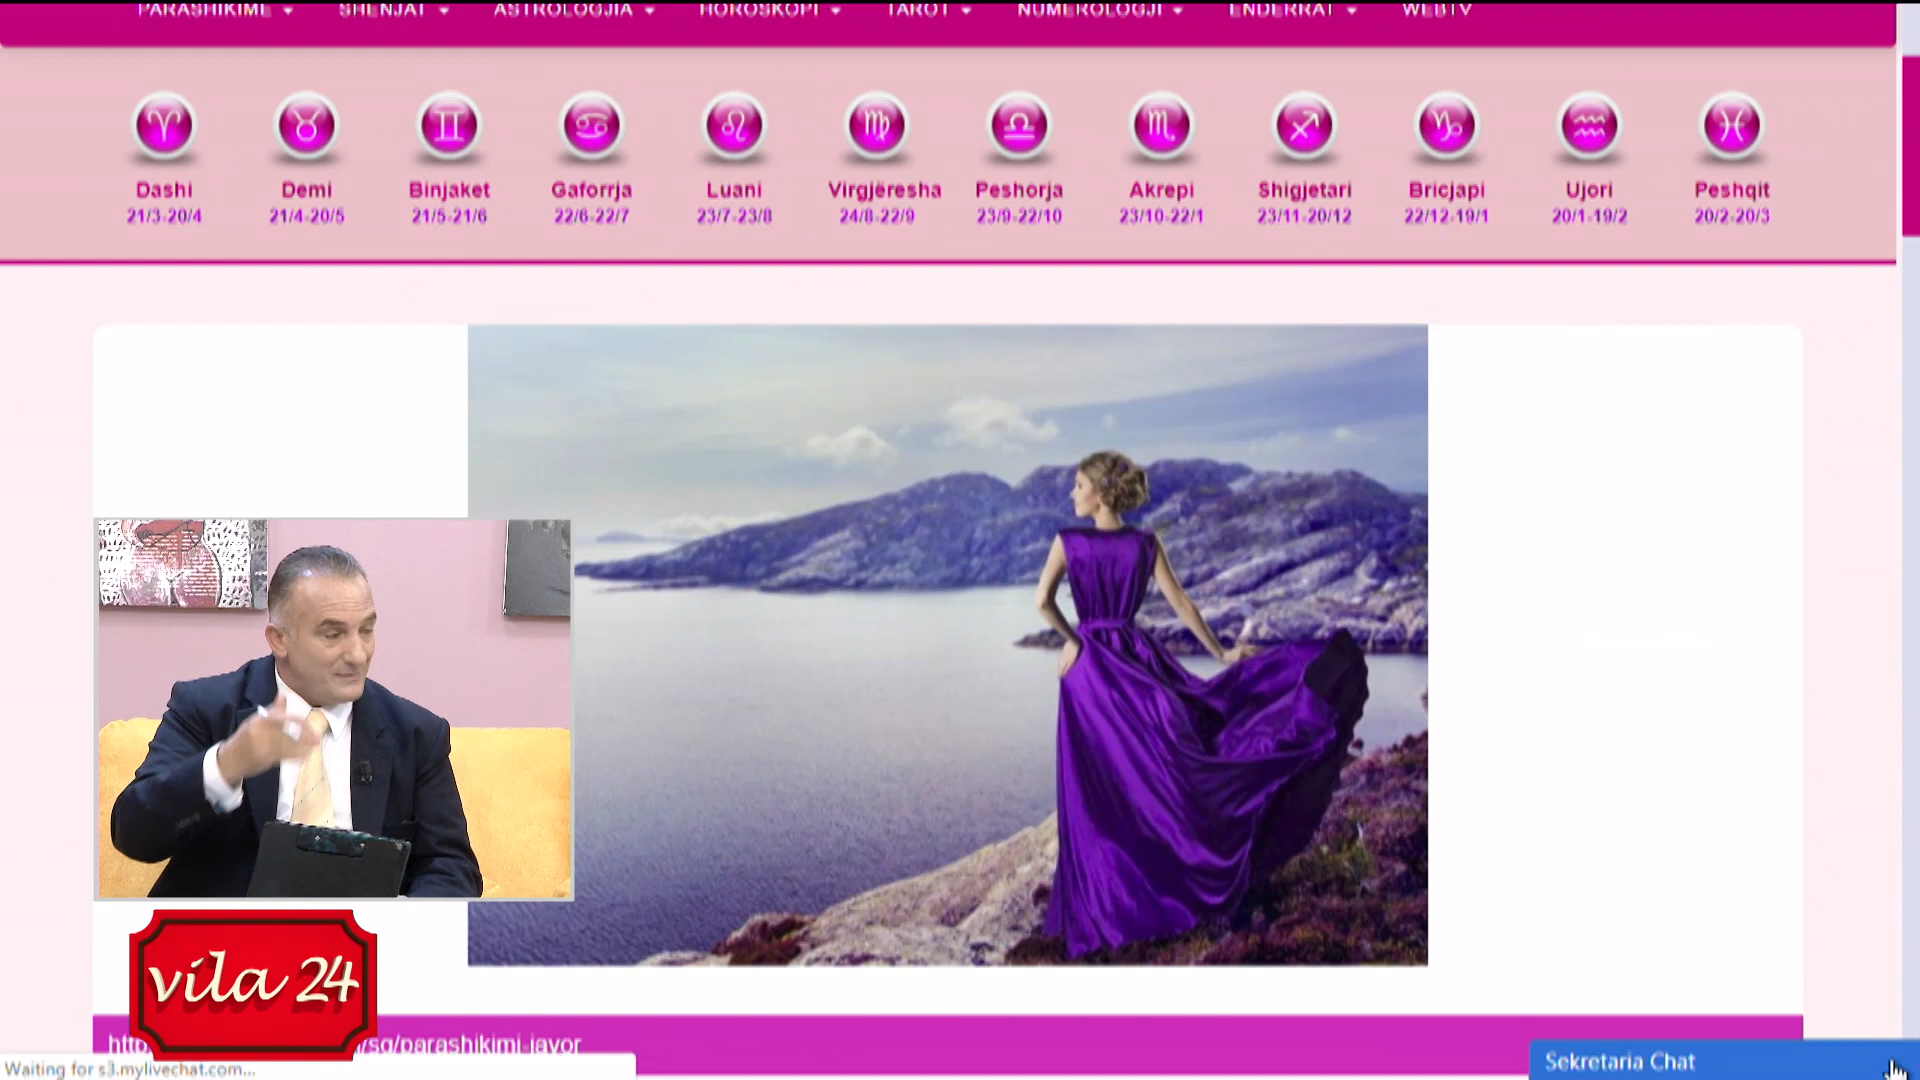 PARASHIKIME SHENJAT ASTROLOGJIA HOROSKOPI TAROT NUMEROLOGJI ENDERRAT WEBTV
Dashi Demi Binjaket Gaforrja Luani Virgjëresha Peshorja Akrepi Shigjetari Bricjapi Ujori Peshqit
21/3-20/4 21/4-20/5 21/5-21/6 22/6-22/7 23/7-23/8 24/8-22/9 23/9-22/10 23/10-22/1 23/11-20/12 22/12-19/1 20/1-19/2 20/2-20/3
vila 24
/sq/parashikimi-javor
Sekretaria Chat
Waiting for s3.mylivechat.com...